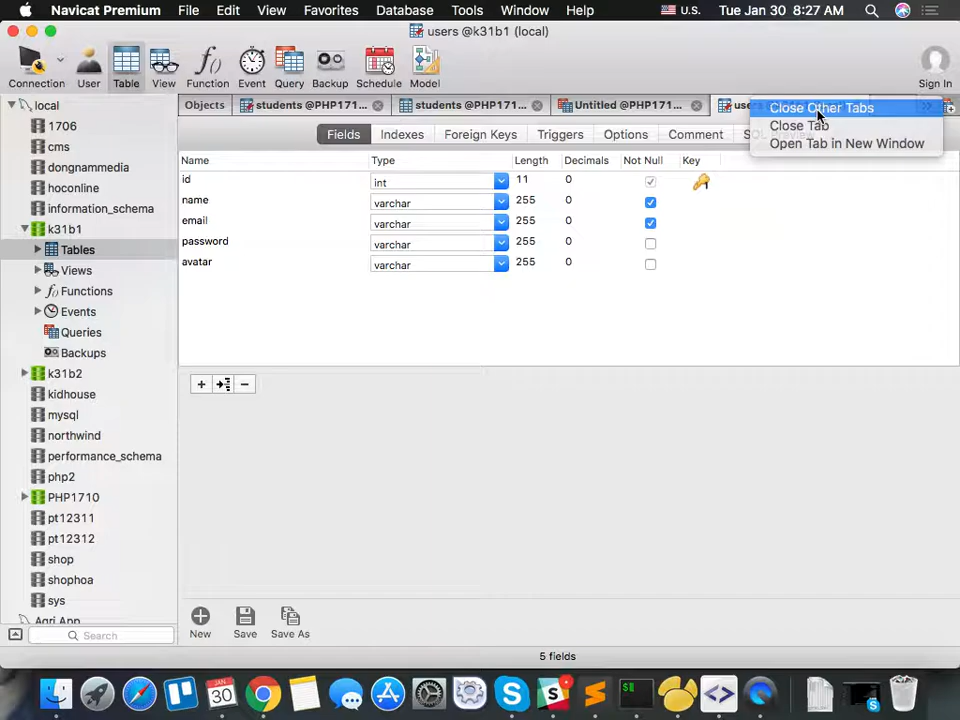 Navicat Premium File Edit View Favorites Database Tools Window Help U.S. Tue Jan 30 8:27 AM
users @k31b1 (local)
Connection User Table View Function Event Query Backup Schedule Model Sign In
Objects students @PHP171... students @PHP171... Untitled @PHP171...
Close Other Tabs
Close Tab
Open Tab in New Window
Fields Indexes Foreign Keys Triggers Options Comment
Name Type Length Decimals Not Null Key
id int 11 0
name varchar 255 0
email varchar 255 0
password varchar 255 0
avatar varchar 255 0
local
1706
cms
dongnammedia
hoconline
information_schema
k31b1
Tables
Views
Functions
Events
Queries
Backups
k31b2
kidhouse
mysql
northwind
performance_schema
php2
PHP1710
pt12311
pt12312
shop
shophoa
sys
Agri App
Search
New Save Save As
5 fields
JAN
30